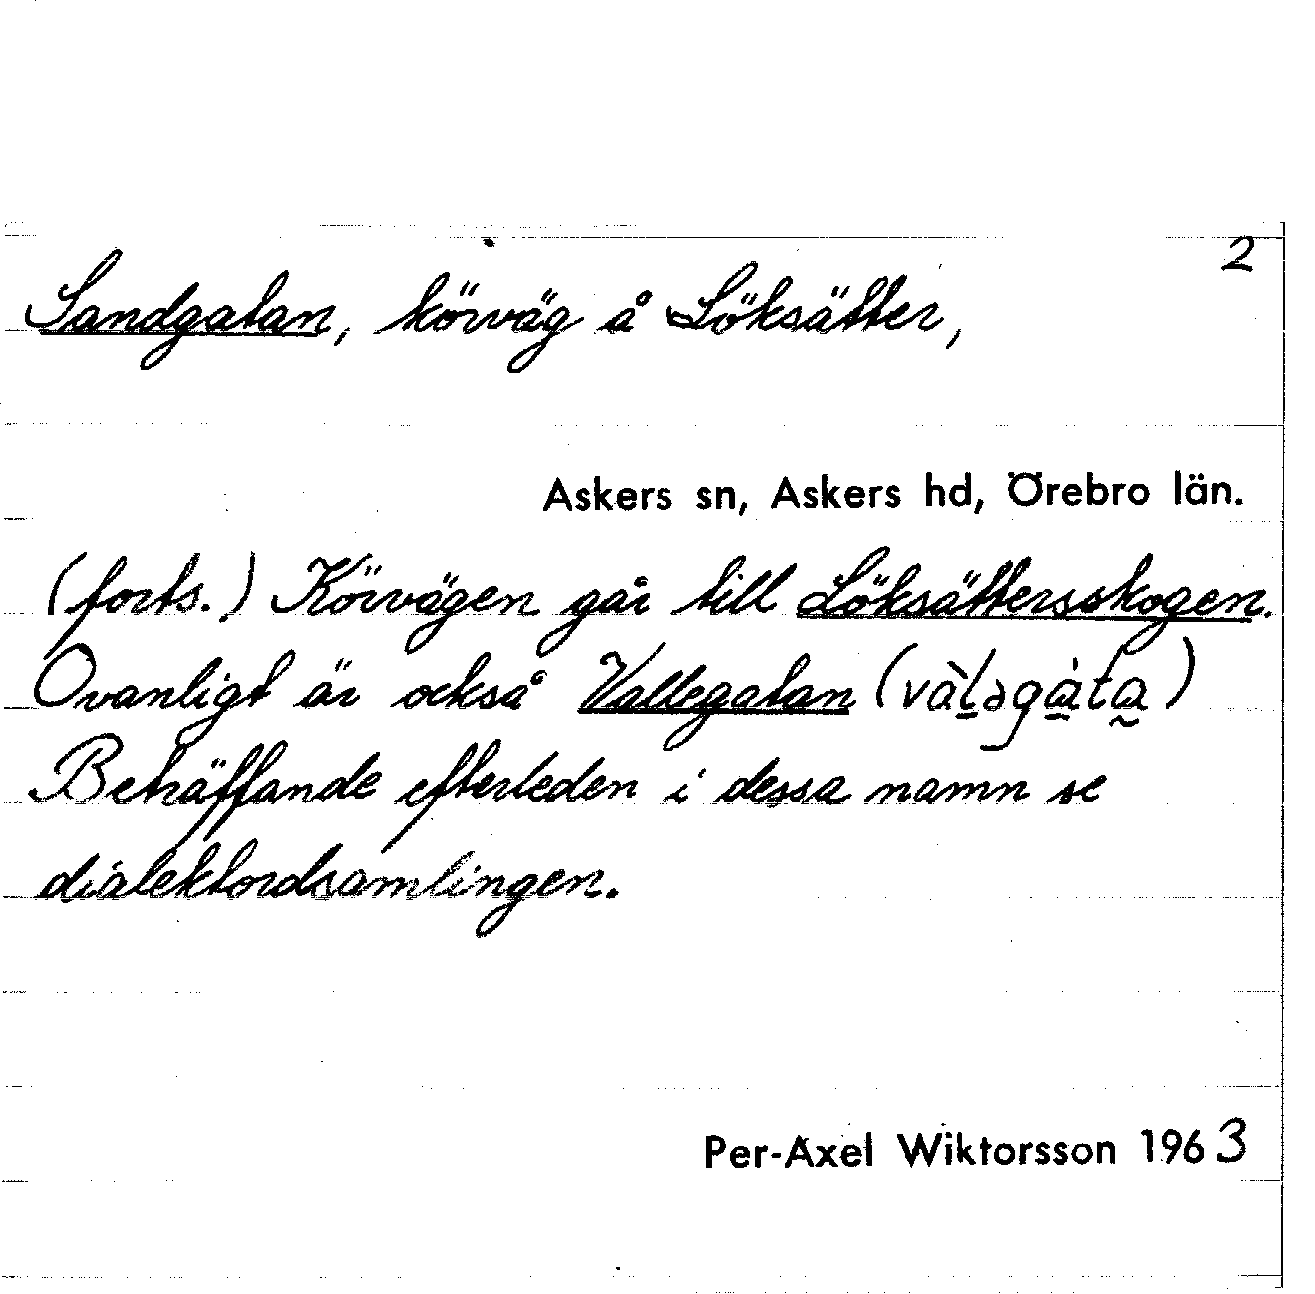 2
Sandgatan, körväg å Löksätter,
Askers sn, Askers hd, Örebro län.
(forts.) Körvägen går till Löksättersskogen.
Ovanligt är också Vallegatan
Beträffande efterleden i dessa namn se
dialektordsamlingen.
Per-Axel Wiktorsson 1963